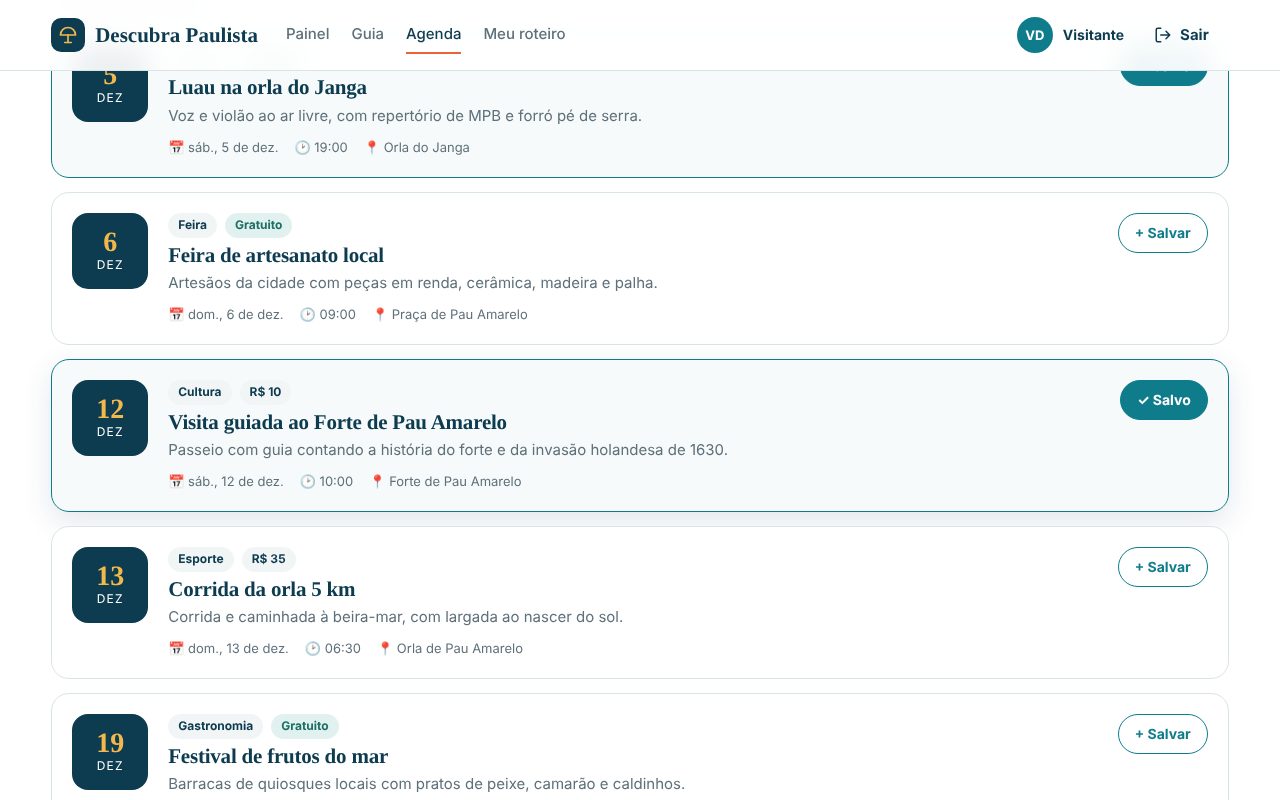 Descubra Paulista
Painel
Guia
Agenda
Meu roteiro
VD
Visitante
Sair
5
DEZ
Luau na orla do Janga
Voz e violão ao ar livre, com repertório de MPB e forró pé de serra.
📅 sáb., 5 de dez. 🕑 19:00 📍 Orla do Janga
6
DEZ
Feira Gratuito
Feira de artesanato local
Artesãos da cidade com peças em renda, cerâmica, madeira e palha.
📅 dom., 6 de dez. 🕑 09:00 📍 Praça de Pau Amarelo
+ Salvar
12
DEZ
Cultura R$ 10
Visita guiada ao Forte de Pau Amarelo
Passeio com guia contando a história do forte e da invasão holandesa de 1630.
📅 sáb., 12 de dez. 🕑 10:00 📍 Forte de Pau Amarelo
✓ Salvo
13
DEZ
Esporte R$ 35
Corrida da orla 5 km
Corrida e caminhada à beira-mar, com largada ao nascer do sol.
📅 dom., 13 de dez. 🕑 06:30 📍 Orla de Pau Amarelo
+ Salvar
19
DEZ
Gastronomia Gratuito
Festival de frutos do mar
Barracas de quiosques locais com pratos de peixe, camarão e caldinhos.
+ Salvar